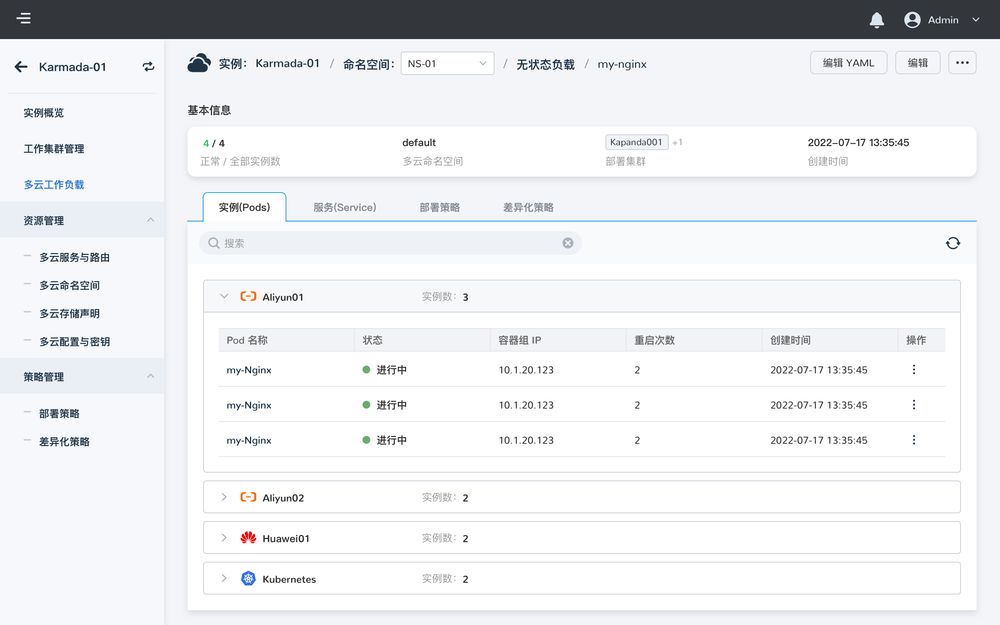 Admin
Karmada-01
实例： Karmada-01 / 命名空间： NS-01 / 无状态负载 / my-nginx
编辑 YAML
编辑
实例概览
工作集群管理
多云工作负载
资源管理
多云服务与路由
多云命名空间
多云存储声明
多云配置与密钥
策略管理
部署策略
差异化策略
基本信息
4 / 4
正常 / 全部实例数
default
多云命名空间
Kapanda001 +1
部署集群
2022-07-17 13:35:45
创建时间
实例(Pods) 服务(Service) 部署策略 差异化策略
搜索
Aliyun01 实例数： 3
Pod 名称 状态 容器组 IP 重启次数 创建时间 操作
my-Nginx 进行中 10.1.20.123 2 2022-07-17 13:35:45
my-Nginx 进行中 10.1.20.123 2 2022-07-17 13:35:45
my-Nginx 进行中 10.1.20.123 2 2022-07-17 13:35:45
Aliyun02 实例数： 2
Huawei01 实例数： 2
Kubernetes 实例数： 2